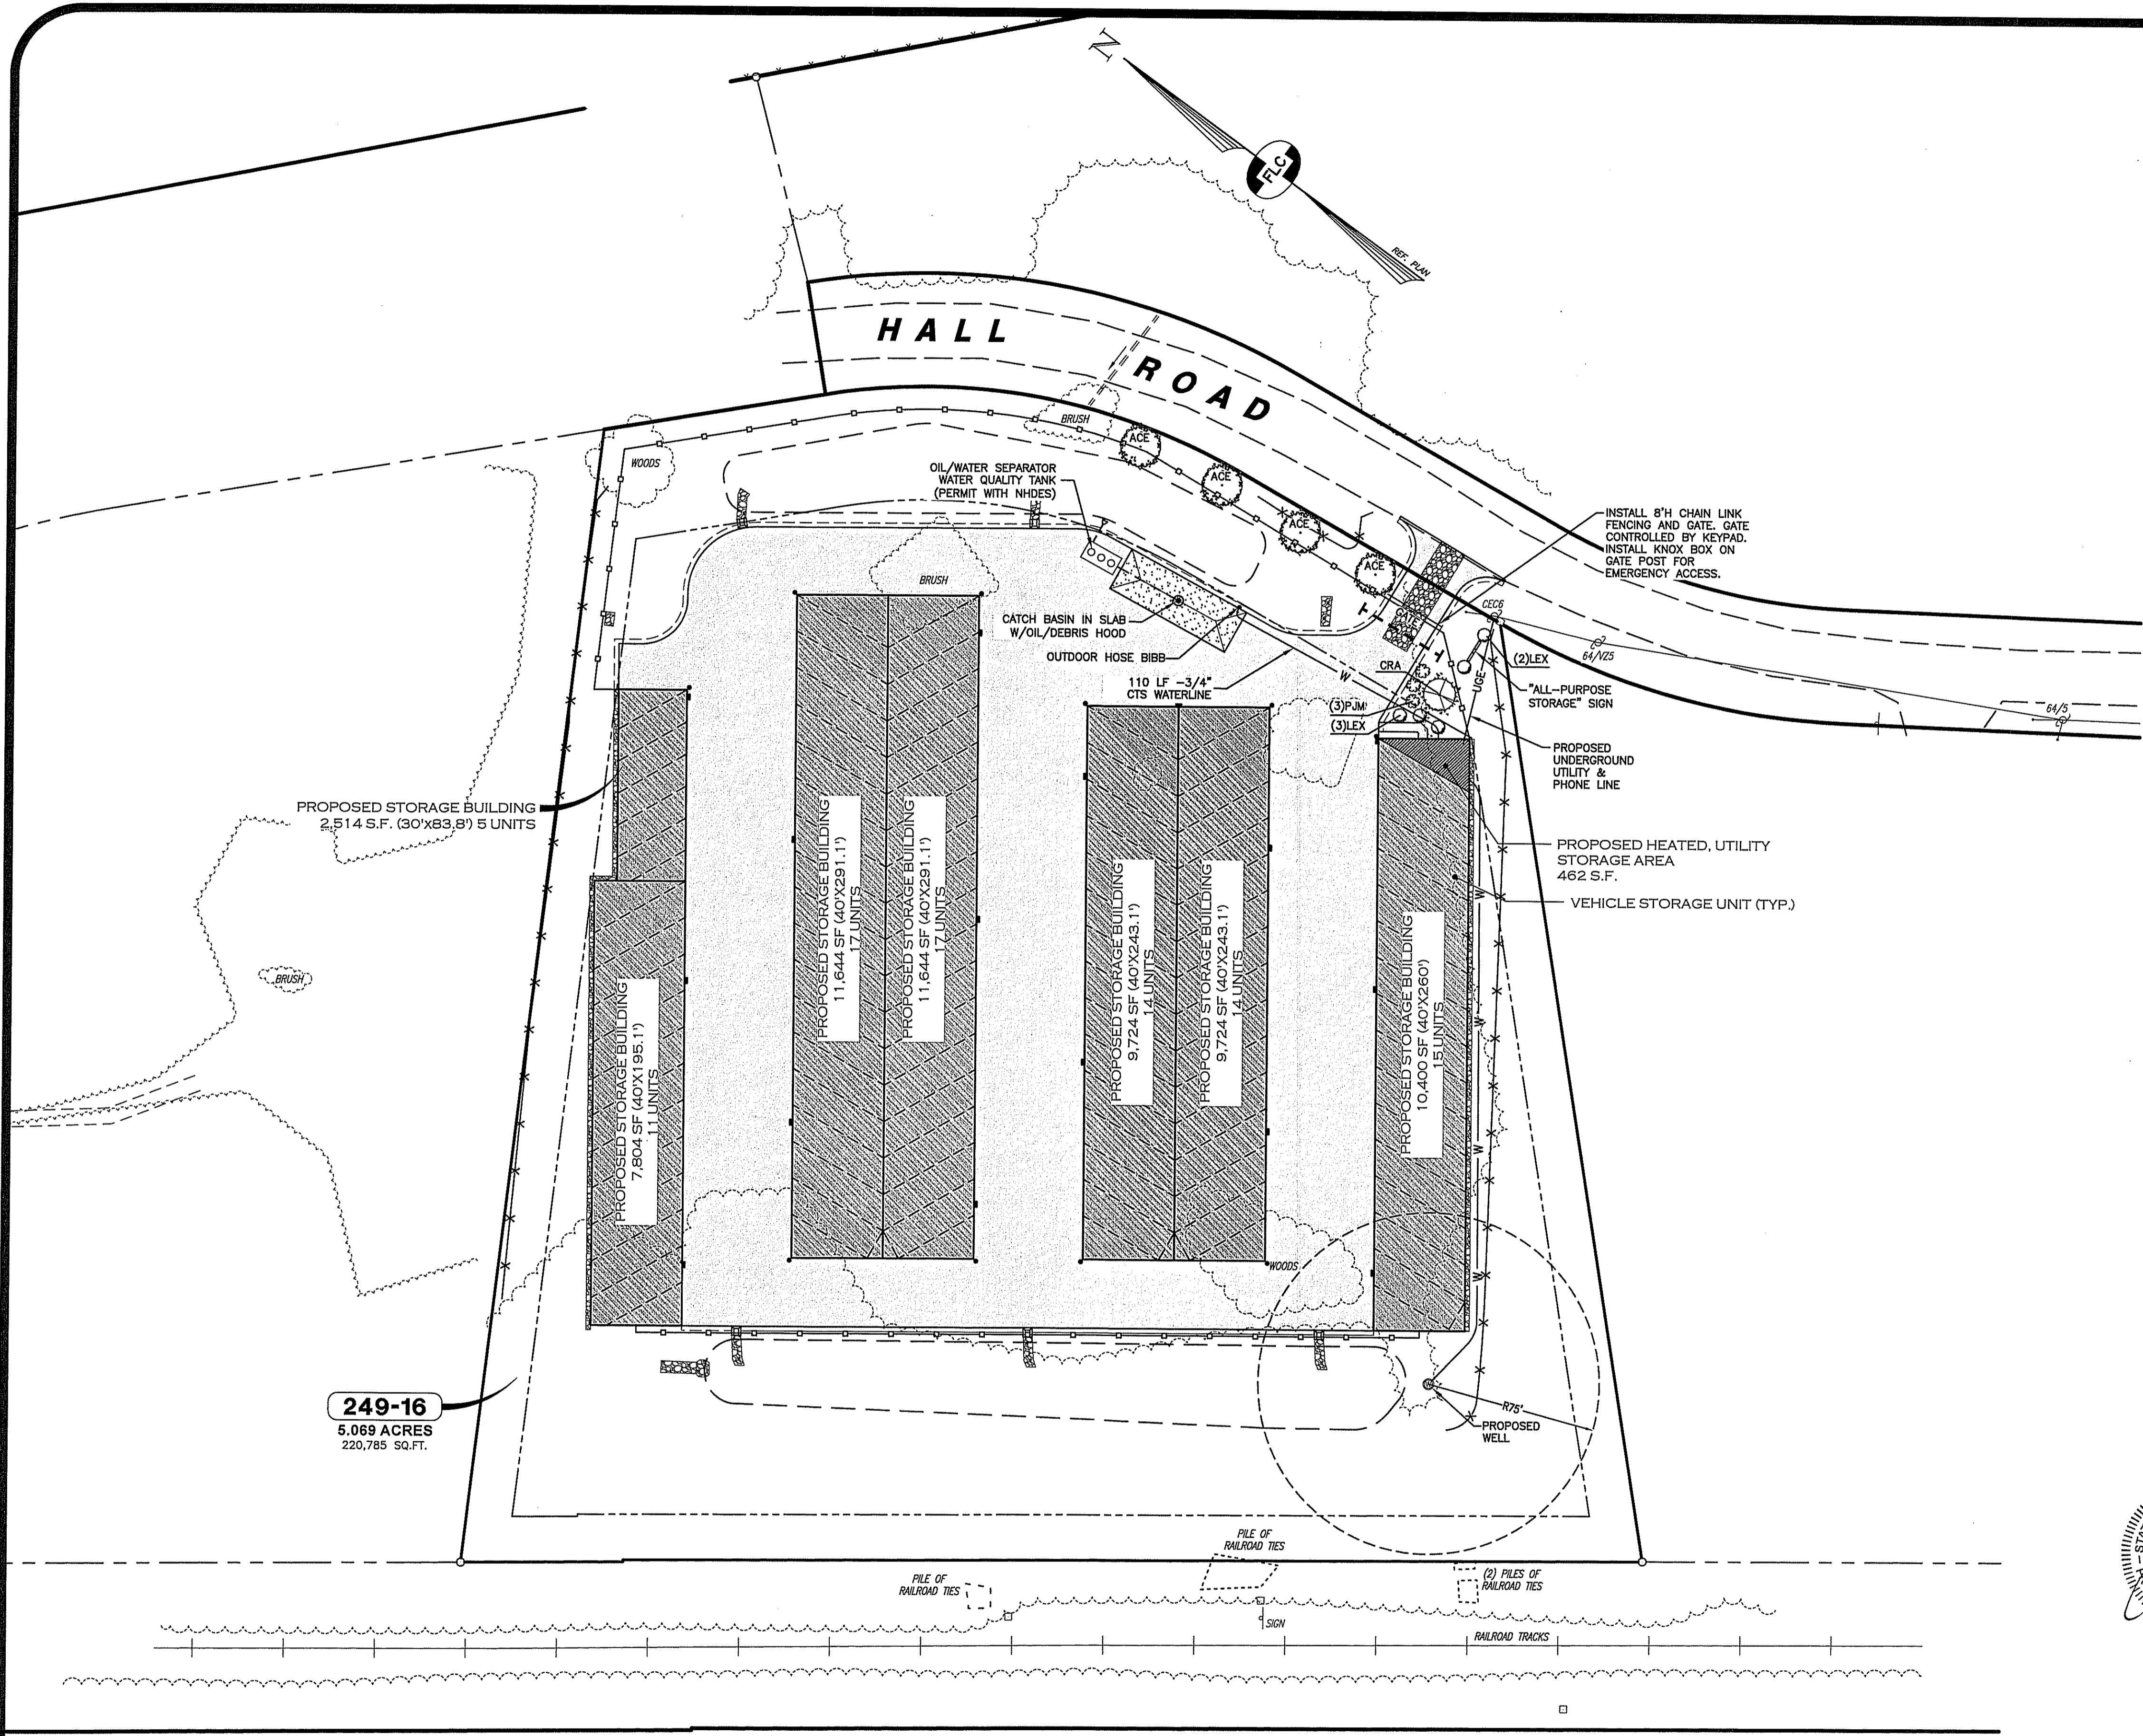 N
FLC
REF. PLAN
HALL
ROAD
BRUSH
ACE
ACE
ACE
ACE
WOODS
OIL/WATER SEPARATOR
WATER QUALITY TANK
(PERMIT WITH NHDES)
INSTALL 8'H CHAIN LINK
FENCING AND GATE. GATE
CONTROLLED BY KEYPAD.
INSTALL KNOX BOX ON
GATE POST FOR
EMERGENCY ACCESS.
BRUSH
CATCH BASIN IN SLAB
W/OIL/DEBRIS HOOD
OUTDOOR HOSE BIBB
110 LF -3/4"
CTS WATERLINE
W
GATE
CEC6
64/VZ5
64/5
CRA
UGE
(2)LEX
"ALL-PURPOSE
STORAGE" SIGN
(3)PJM
(3)LEX
PROPOSED
UNDERGROUND
UTILITY &
PHONE LINE
PROPOSED STORAGE BUILDING
2,514 S.F. (30'x83.8') 5 UNITS
PROPOSED HEATED, UTILITY
STORAGE AREA
462 S.F.
VEHICLE STORAGE UNIT (TYP.)
BRUSH
PROPOSED STORAGE BUILDING
7,804 SF (40'X195.1')
11 UNITS
PROPOSED STORAGE BUILDING
11,644 SF (40'X291.1')
17 UNITS
PROPOSED STORAGE BUILDING
11,644 SF (40'X291.1')
17 UNITS
PROPOSED STORAGE BUILDING
9,724 SF (40'X243.1')
14 UNITS
PROPOSED STORAGE BUILDING
9,724 SF (40'X243.1')
14 UNITS
PROPOSED STORAGE BUILDING
10,400 SF (40'X260')
15 UNITS
W
W
W
W
WOODS
249-16
5.069 ACRES
220,785 SQ.FT.
W
R75'
PROPOSED
WELL
PILE OF
RAILROAD TIES
PILE OF
RAILROAD TIES
(2) PILES OF
RAILROAD TIES
SIGN
RAILROAD TRACKS